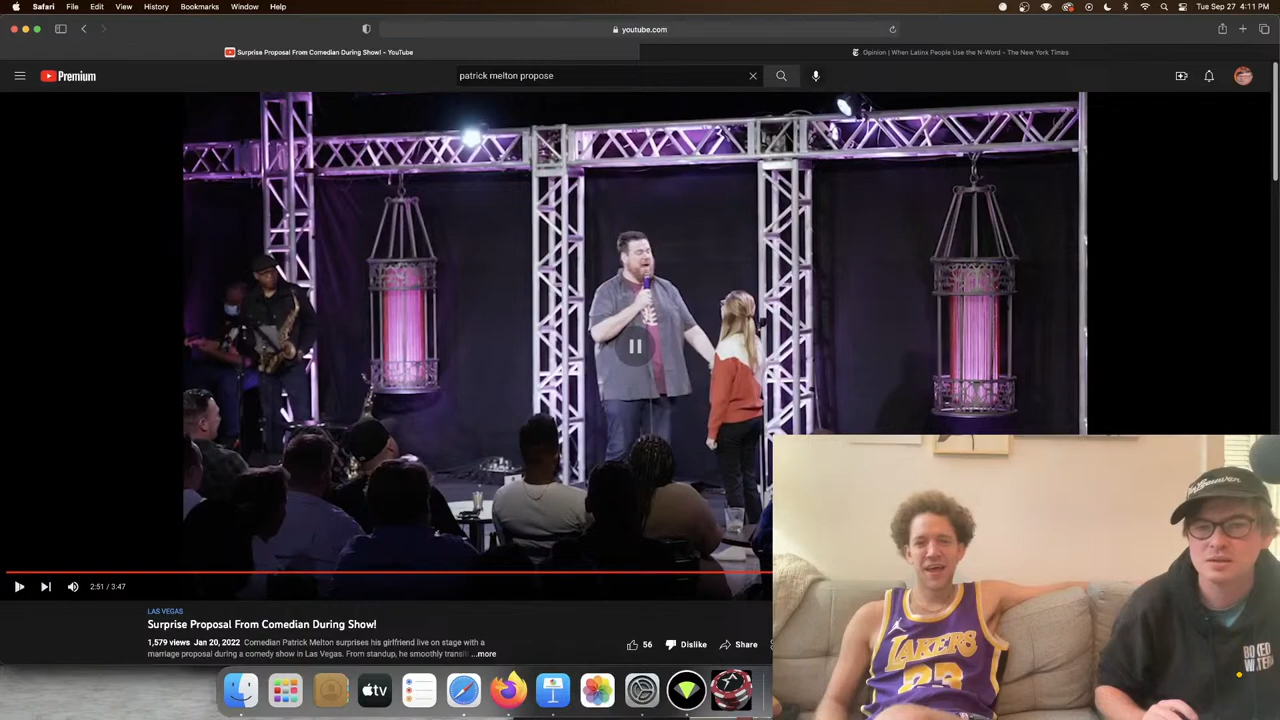 Safari File Edit View History Bookmarks Window Help
Tue Sep 27 4:11 PM
youtube.com
Surprise Proposal From Comedian During Show! - YouTube
Opinion | When Latinx People Use the N-Word - The New York Times
Premium
patrick melton propose
2:51 / 3:47
LAS VEGAS
Surprise Proposal From Comedian During Show!
1,579 views Jan 20, 2022 Comedian Patrick Melton surprises his girlfriend live on stage with a
marriage proposal during a comedy show in Las Vegas. From standup, he smoothly transiti ...more
56 Dislike Share
tv
LAKERS
23
BOXED
WATER